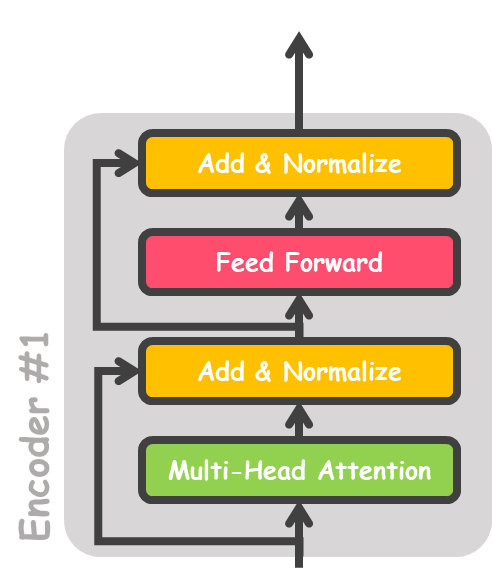 Add & Normalize
Feed Forward
Add & Normalize
Multi-Head Attention
Encoder #1